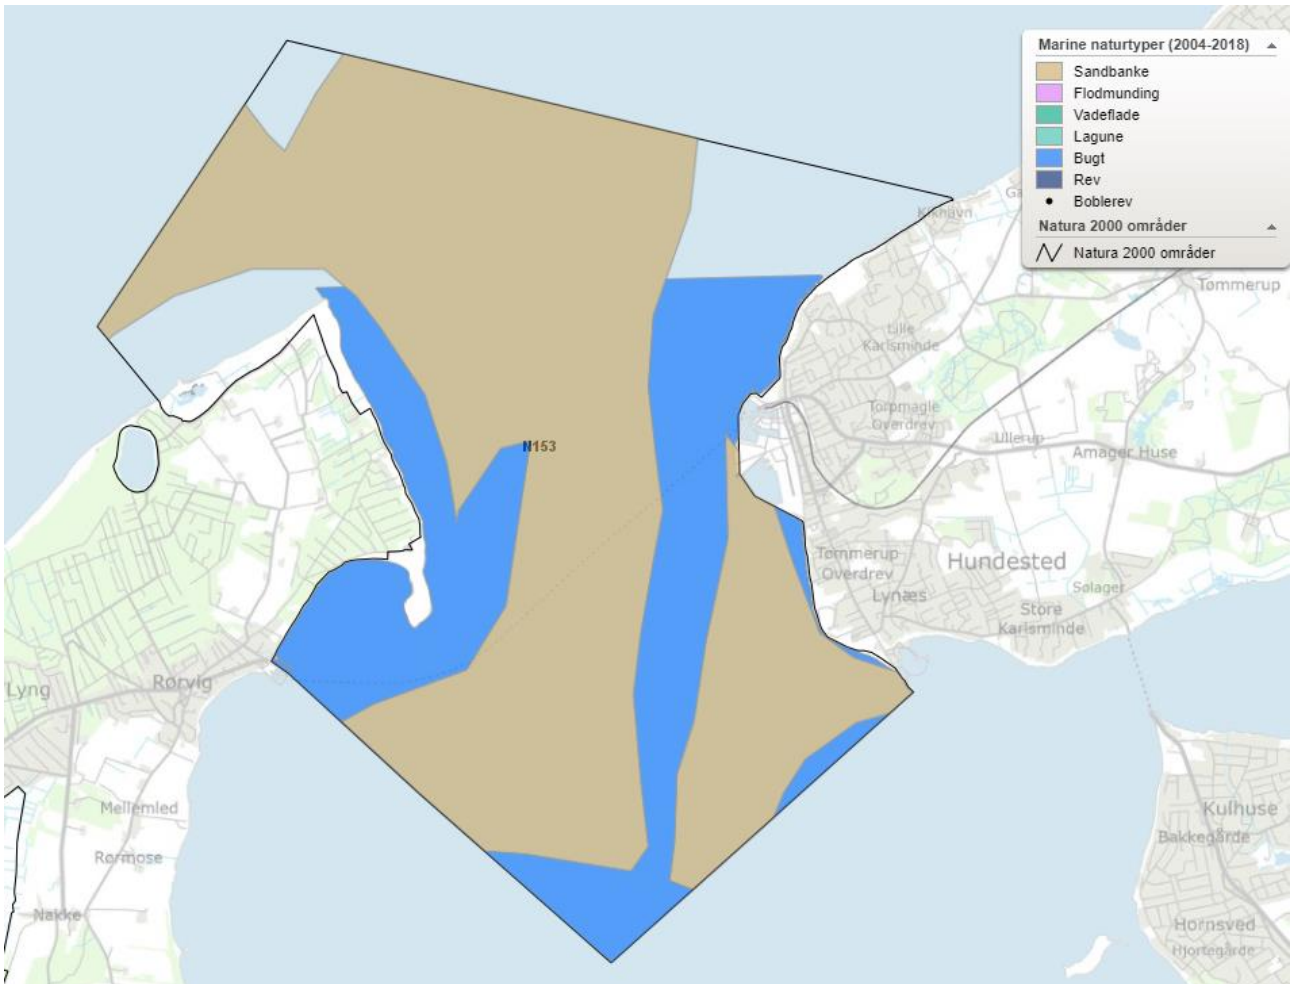 Marine naturtyper (2004-2018)
Sandbanke
Flodmunding
Vadeflade
Lagune
Bugt
Rev
Boblerev
Natura 2000 områder
Natura 2000 områder
Kikhavn
Tømmerup
Lille
Karlsminde
Torpmagle
Overdrev
Ullerup
Amager Huse
N153
Hundested
Tømmerup
Overdrev
Lynæs
Sølager
Store
Karlsminde
Lyng
Rørvig
Mellemled
Rørmose
Nakke
Kulhuse
Bakkegårde
Hornsved
Hjortegårde